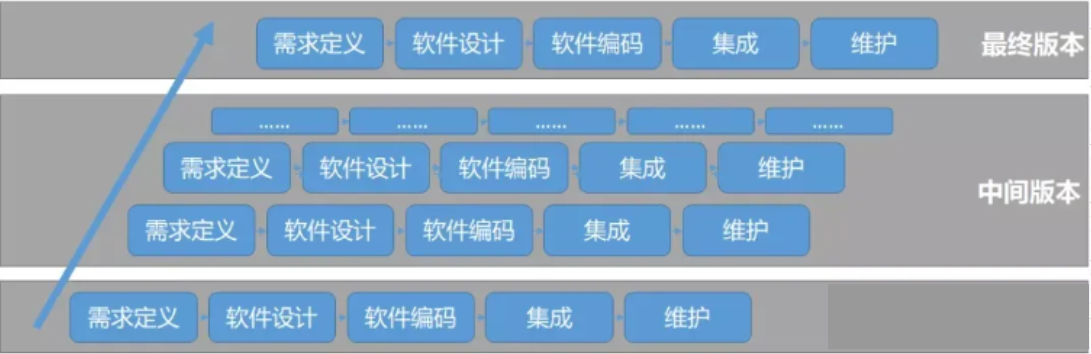 需求定义 软件设计 软件编码 集成 维护 最终版本
…… …… …… …… ……
需求定义 软件设计 软件编码 集成 维护
中间版本
需求定义 软件设计 软件编码 集成 维护
需求定义 软件设计 软件编码 集成 维护